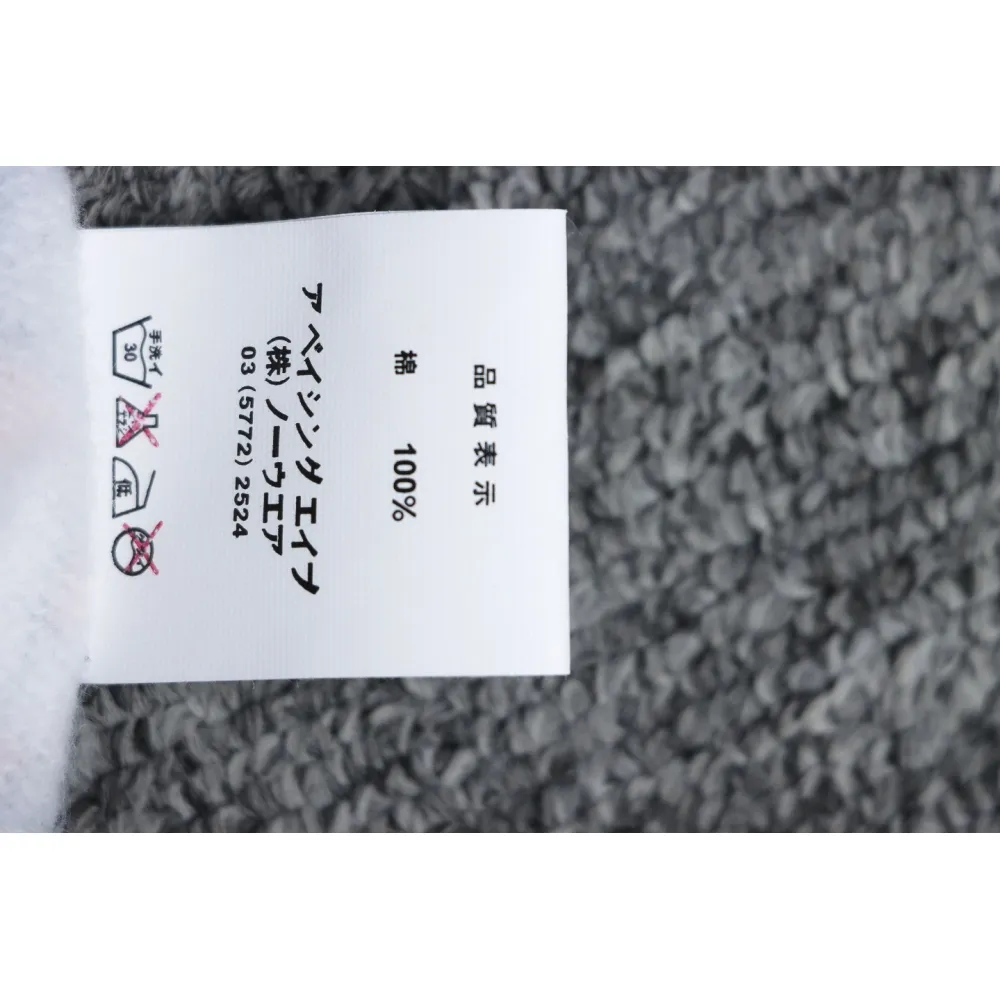 品質表示
棉 100%
ア ベイシング エイプ
(株) ノーウエア
03 (5772) 2524
手洗イ
30
低